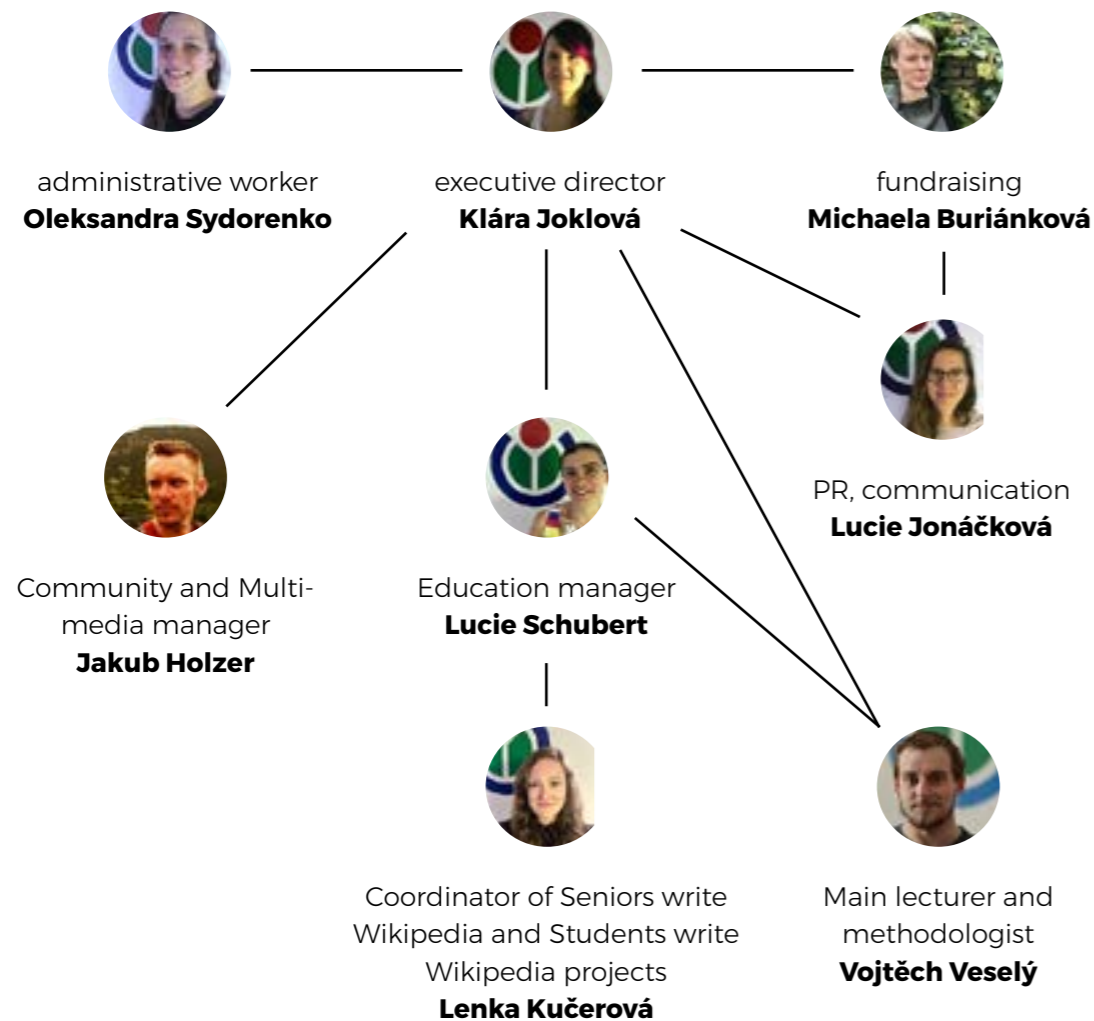 administrative worker
Oleksandra Sydorenko
executive director
Klára Joklová
fundraising
Michaela Buriánková
PR, communication
Lucie Jonáčková
Community and Multi-
media manager
Jakub Holzer
Education manager
Lucie Schubert
Coordinator of Seniors write
Wikipedia and Students write
Wikipedia projects
Lenka Kučerová
Main lecturer and
methodologist
Vojtěch Veselý